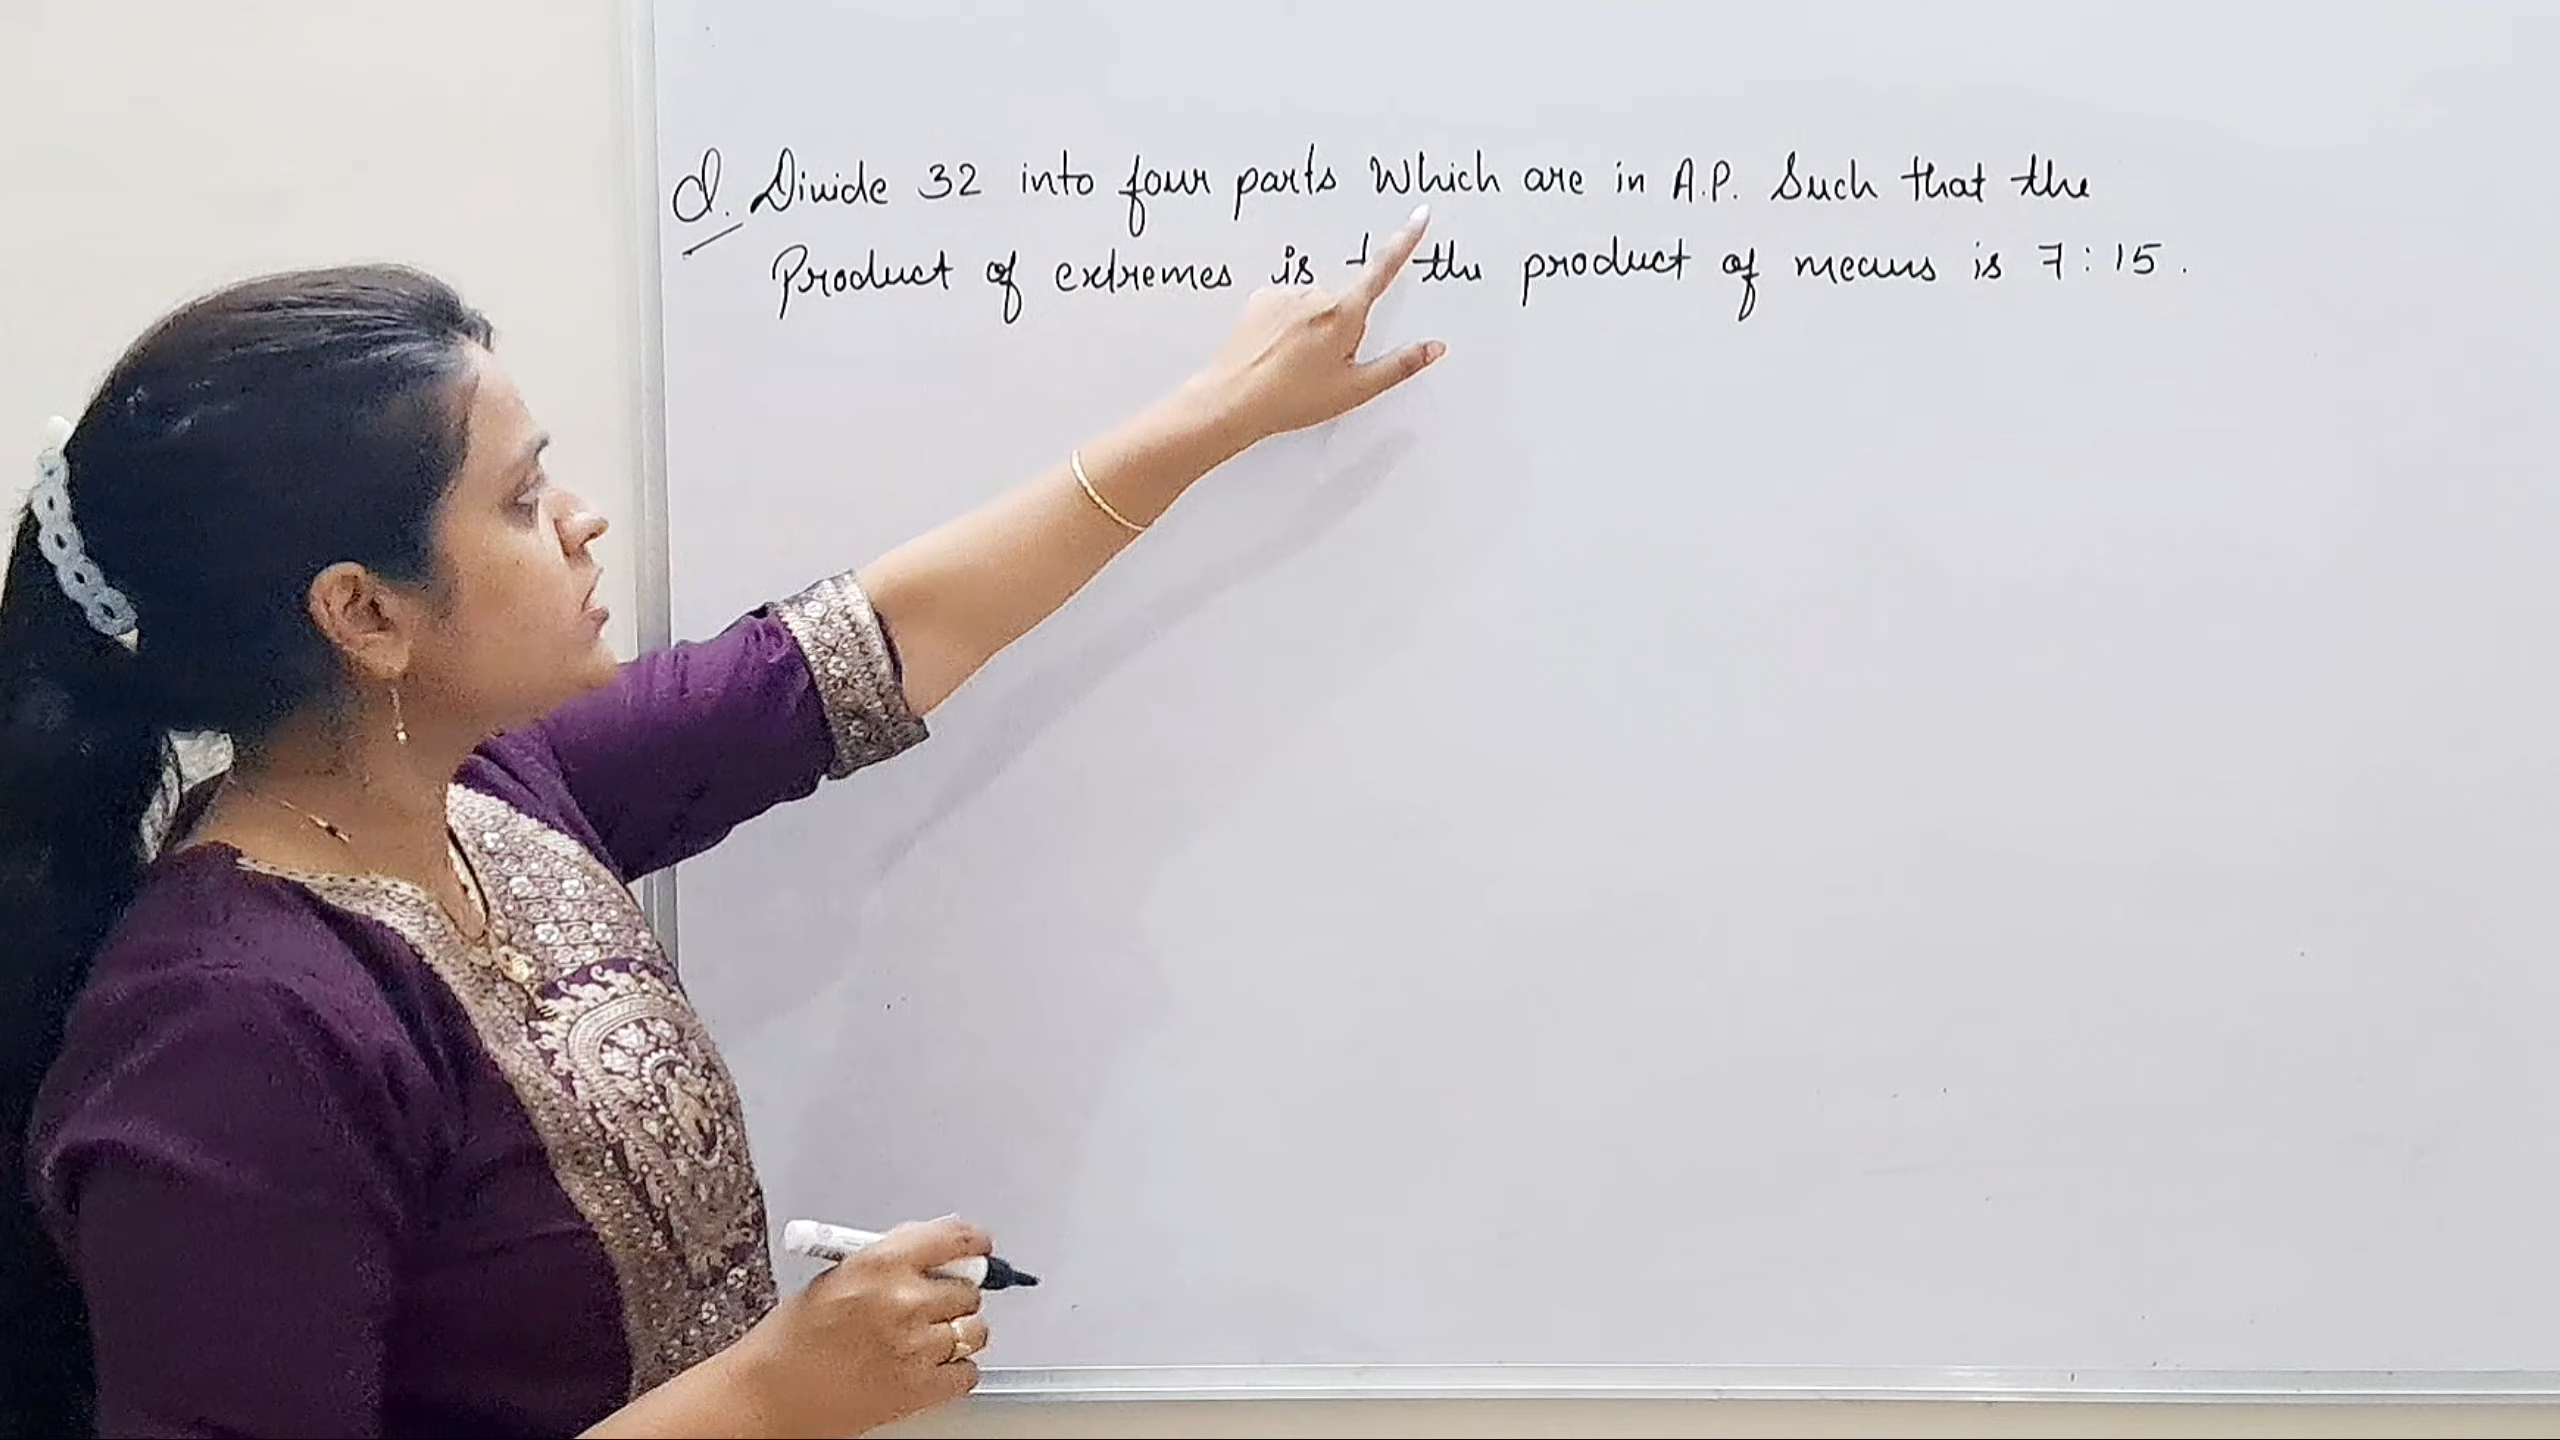 Q. Divide 32 into four parts Which are in A.P. Such that the
Product of extremes is the product of means is 7:15.